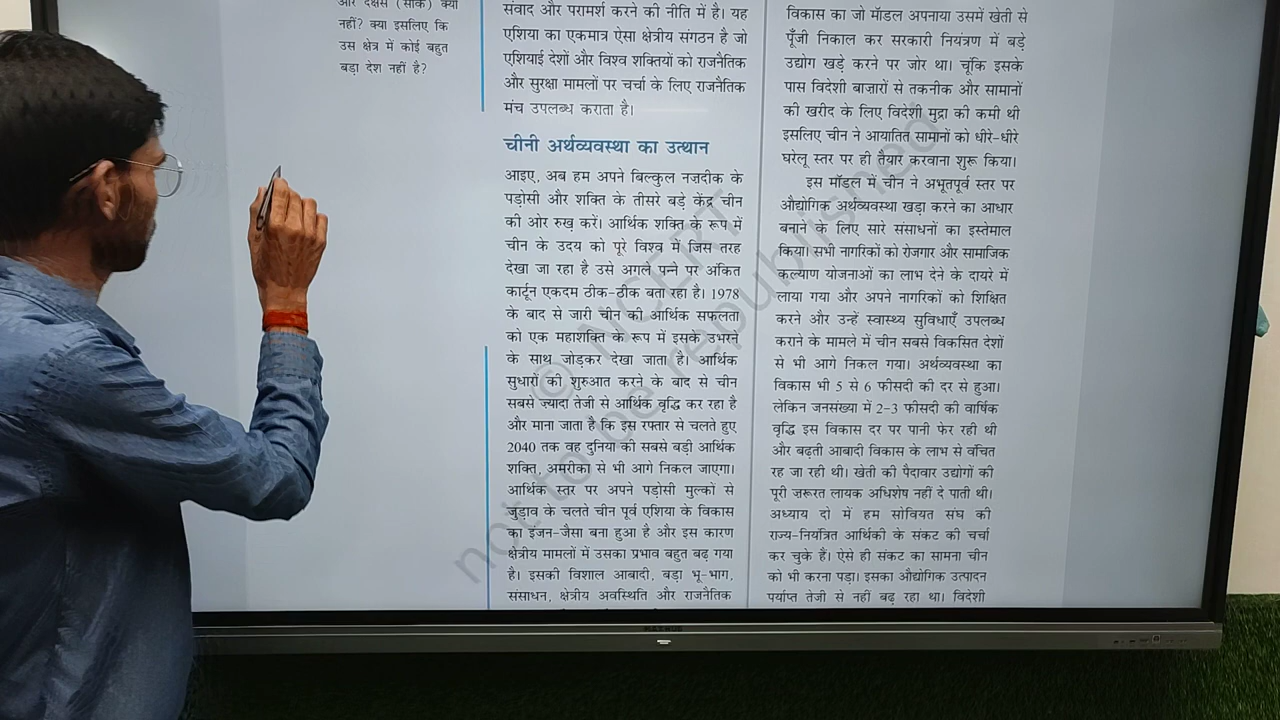 और दक्षेस (सार्क) क्यों
नहीं? क्या इसलिए कि
उस क्षेत्र में कोई बहुत
बड़ा देश नहीं है?
संवाद और परामर्श करने की नीति में है। यह
एशिया का एकमात्र ऐसा क्षेत्रीय संगठन है जो
एशियाई देशों और विश्व शक्तियों को राजनैतिक
और सुरक्षा मामलों पर चर्चा के लिए राजनैतिक
मंच उपलब्ध कराता है।
चीनी अर्थव्यवस्था का उत्थान
आइए, अब हम अपने बिल्कुल नज़दीक के
पड़ोसी और शक्ति के तीसरे बड़े केंद्र चीन
की ओर रुख़ करें। आर्थिक शक्ति के रूप में
चीन के उदय को पूरे विश्व में जिस तरह
देखा जा रहा है उसे अगले पन्ने पर अंकित
कार्टून एकदम ठीक-ठीक बता रहा है। 1978
के बाद से जारी चीन की आर्थिक सफलता
को एक महाशक्ति के रूप में इसके उभरने
के साथ जोड़कर देखा जाता है। आर्थिक
सुधारों की शुरुआत करने के बाद से चीन
सबसे ज्यादा तेजी से आर्थिक वृद्धि कर रहा है
और माना जाता है कि इस रफ्तार से चलते हुए
2040 तक वह दुनिया की सबसे बड़ी आर्थिक
शक्ति, अमरीका से भी आगे निकल जाएगा।
आर्थिक स्तर पर अपने पड़ोसी मुल्कों से
जुड़ाव के चलते चीन पूर्व एशिया के विकास
का इंजन-जैसा बना हुआ है और इस कारण
क्षेत्रीय मामलों में उसका प्रभाव बहुत बढ़ गया
है। इसकी विशाल आबादी, बड़ा भू-भाग,
संसाधन, क्षेत्रीय अवस्थिति और राजनैतिक
विकास का जो मॉडल अपनाया उसमें खेती से
पूँजी निकाल कर सरकारी नियंत्रण में बड़े
उद्योग खड़े करने पर जोर था। चूंकि इसके
पास विदेशी बाज़ारों से तकनीक और सामानों
की खरीद के लिए विदेशी मुद्रा की कमी थी
इसलिए चीन ने आयातित सामानों को धीरे-धीरे
घरेलू स्तर पर ही तैयार करवाना शुरू किया।
इस मॉडल में चीन ने अभूतपूर्व स्तर पर
औद्योगिक अर्थव्यवस्था खड़ा करने का आधार
बनाने के लिए सारे संसाधनों का इस्तेमाल
किया। सभी नागरिकों को रोजगार और सामाजिक
कल्याण योजनाओं का लाभ देने के दायरे में
लाया गया और अपने नागरिकों को शिक्षित
करने और उन्हें स्वास्थ्य सुविधाएँ उपलब्ध
कराने के मामले में चीन सबसे विकसित देशों
से भी आगे निकल गया। अर्थव्यवस्था का
विकास भी 5 से 6 फीसदी की दर से हुआ।
लेकिन जनसंख्या में 2-3 फीसदी की वार्षिक
वृद्धि इस विकास दर पर पानी फेर रही थी
और बढ़ती आबादी विकास के लाभ से वंचित
रह जा रही थी। खेती की पैदावार उद्योगों की
पूरी ज़रूरत लायक अधिशेष नहीं दे पाती थी।
अध्याय दो में हम सोवियत संघ की
राज्य-नियंत्रित आर्थिकी के संकट की चर्चा
कर चुके हैं। ऐसे ही संकट का सामना चीन
को भी करना पड़ा। इसका औद्योगिक उत्पादन
पर्याप्त तेजी से नहीं बढ़ रहा था। विदेशी
© NCERT
not to be republished